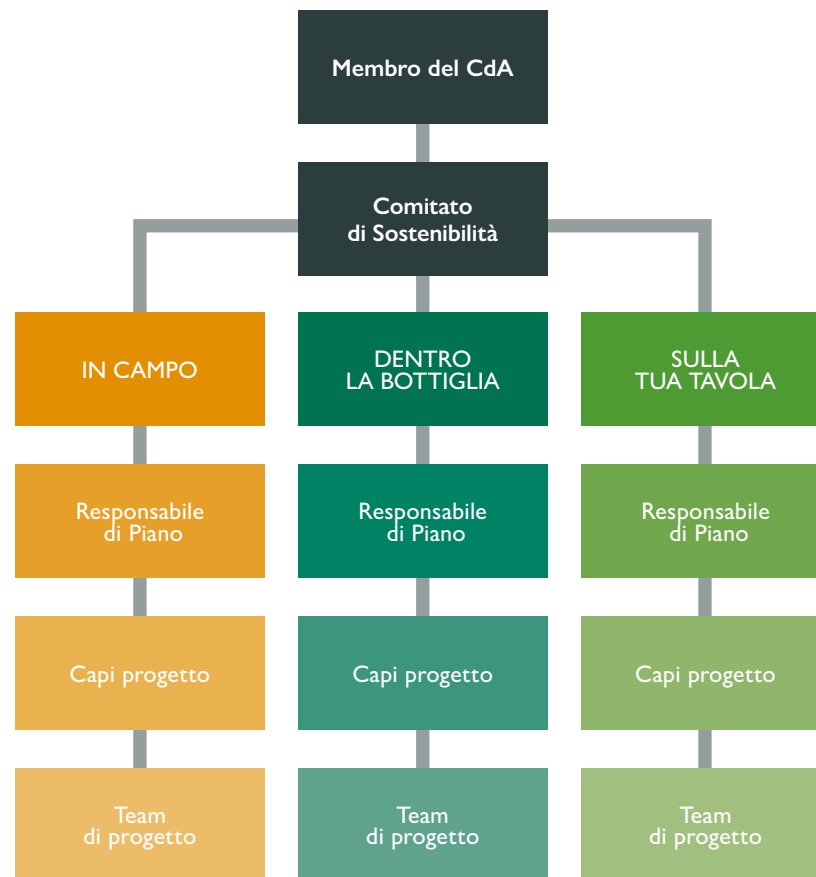 Membro del CdA
Comitato
di Sostenibilità
IN CAMPO
DENTRO
LA BOTTIGLIA
SULLA
TUA TAVOLA
Responsabile
di Piano
Responsabile
di Piano
Responsabile
di Piano
Capi progetto
Capi progetto
Capi progetto
Team
di progetto
Team
di progetto
Team
di progetto